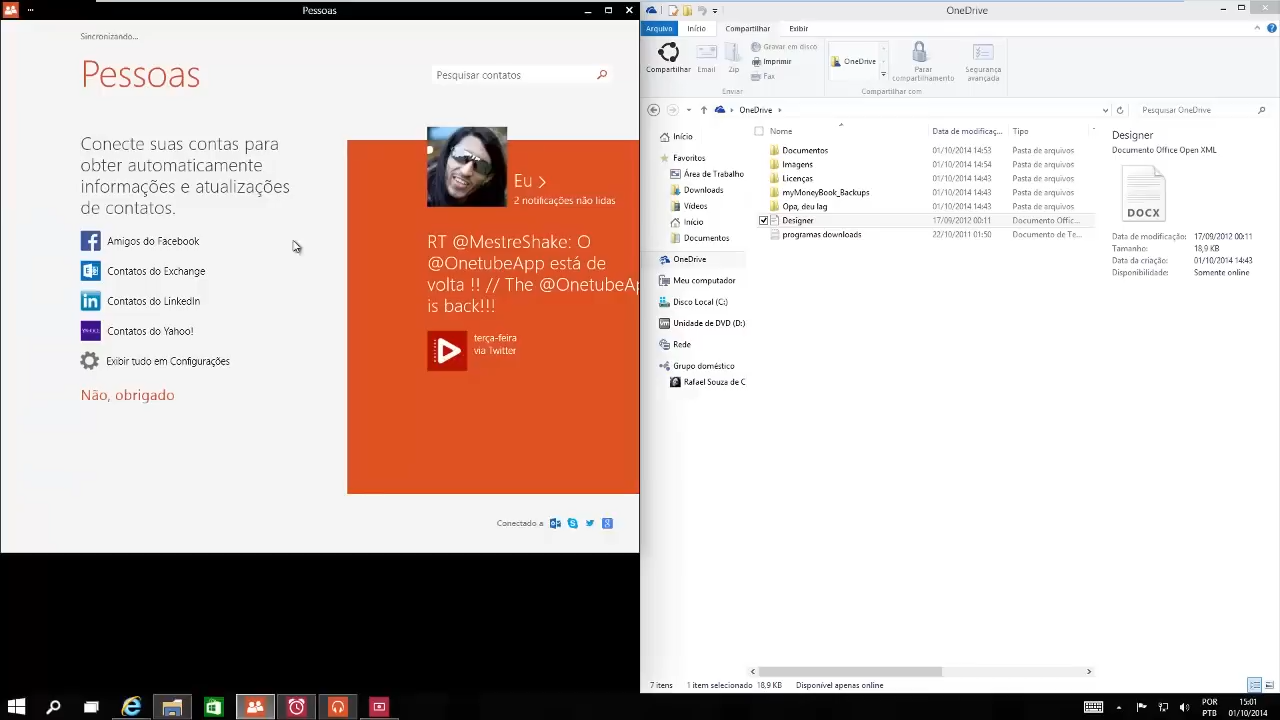 Pessoas
Sincronizando...
Pessoas
Pesquisar contatos
Conecte suas contas para
obter automaticamente
informações e atualizações
de contatos.
Amigos do Facebook
Contatos do Exchange
Contatos do LinkedIn
Contatos do Yahoo!
Exibir tudo em Configurações
Não, obrigado
Eu
2 notificações não lidas
RT @MestreShake: O
@OnetubeApp está de
volta !! // The @OnetubeAp
is back!!!
terça-feira
via Twitter
Conectado a
OneDrive
Arquivo Início Compartilhar Exibir
Compartilhar Email Zip
Gravar em disco
Imprimir
Fax
Enviar
OneDrive
Parar
compartilhamento
Segurança
avançada
Compartilhar com
OneDrive
Pesquisar OneDrive
Início
Favoritos
Área de Trabalho
Downloads
Vídeos
Início
Documentos
OneDrive
Meu computador
Disco Local (C:)
Unidade de DVD (D:)
Rede
Grupo doméstico
Rafael Souza de C
Nome Data de modificaç... Tipo
Documentos 01/10/2014 14:53 Pasta de arquivos
Imagens 01/10/2014 14:54 Pasta de arquivos
Licenças 01/10/2014 14:43 Pasta de arquivos
myMoneyBook_Backups 01/10/2014 14:43 Pasta de arquivos
Opa, deu lag 01/10/2014 14:43 Pasta de arquivos
Designer 17/09/2012 00:11 Documento Offic...
programas downloads 22/10/2011 01:50 Documento de Te...
Designer
Documento Office Open XML
DOCX
Data de modificaç... 17/09/2012 00:11
Tamanho: 18,9 KB
Data da criação: 01/10/2014 14:43
Disponibilidade: Somente online
7 itens 1 item selecionado 18,9 KB Disponível apenas online
POR
PTB
15:01
01/10/2014